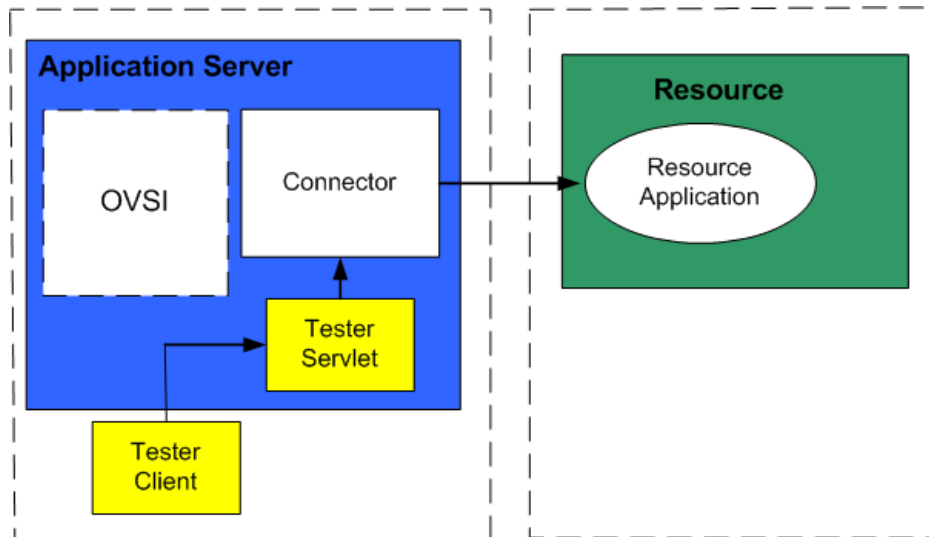 Application Server
OVSI
Connector
Tester
Servlet
Tester
Client
Resource
Resource
Application